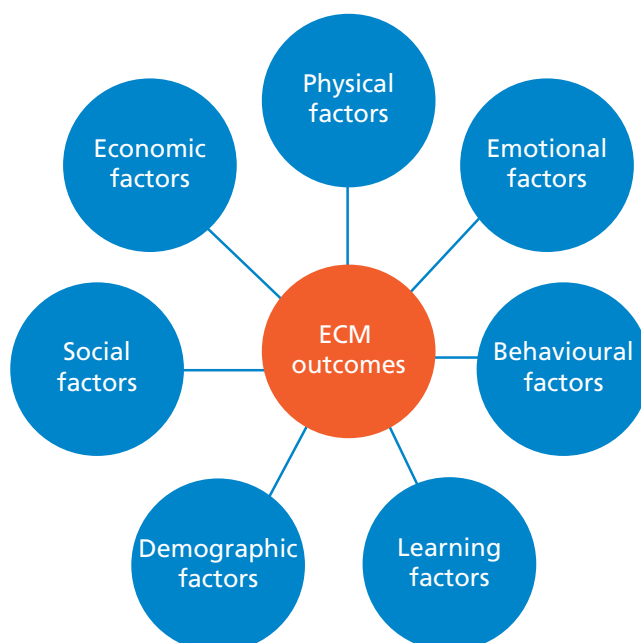 Physical
factors
Emotional
factors
Behavioural
factors
Learning
factors
Demographic
factors
Social
factors
Economic
factors
ECM
outcomes